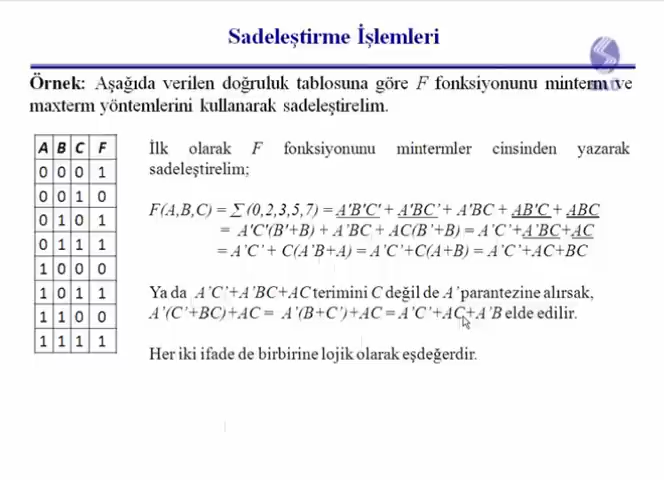 Sadeleştirme İşlemleri
Örnek: Aşağıda verilen doğruluk tablosuna göre F fonksiyonunu minterm ve
maxterm yöntemlerini kullanarak sadeleştirelim.
A B C F
0 0 0 1
0 0 1 0
0 1 0 1
0 1 1 1
1 0 0 0
1 0 1 1
1 1 0 0
1 1 1 1
İlk olarak F fonksiyonunu mintermler cinsinden yazarak
sadeleştirelim;
F(A,B,C) = ∑(0,2,3,5,7) = A'B'C' + A'BC' + A'BC + AB'C + ABC
= A'C'(B'+B) + A'BC + AC(B'+B) = A'C'+A'BC+AC
= A'C' + C(A'B+A) = A'C'+C(A+B) = A'C'+AC+BC
Ya da A'C'+A'BC+AC terimini C değil de A' parantezine alırsak,
A'(C'+BC)+AC = A'(B+C')+AC = A'C'+AC+A'B elde edilir.
Her iki ifade de birbirine lojik olarak eşdeğerdir.